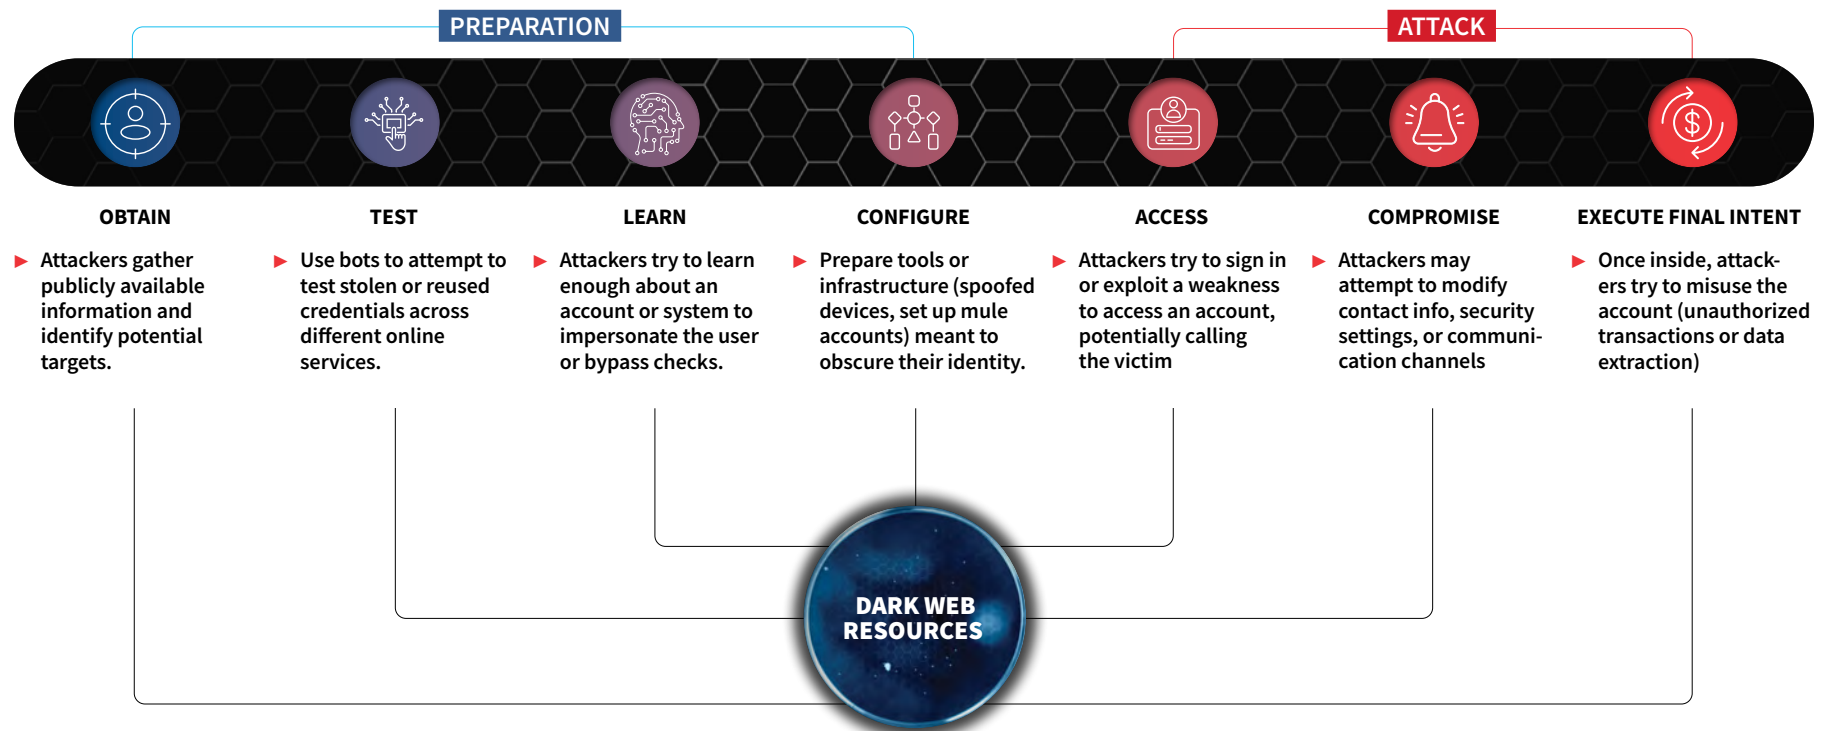 PREPARATION
ATTACK
OBTAIN
Attackers gather
publicly available
information and
identify potential
targets.
TEST
Use bots to attempt to
test stolen or reused
credentials across
different online
services.
LEARN
Attackers try to learn
enough about an
account or system to
impersonate the user
or bypass checks.
CONFIGURE
Prepare tools or
infrastructure (spoofed
devices, set up mule
accounts) meant to
obscure their identity.
ACCESS
Attackers try to sign in
or exploit a weakness
to access an account,
potentially calling
the victim
COMPROMISE
Attackers may
attempt to modify
contact info, security
settings, or communi-
cation channels
EXECUTE FINAL INTENT
Once inside, attack-
ers try to misuse the
account (unauthorized
transactions or data
extraction)
DARK WEB
RESOURCES